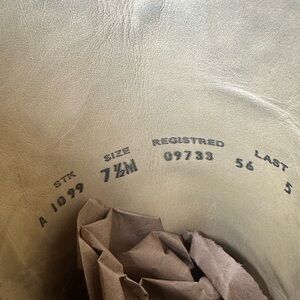 STK SIZE REGISTRED LAST
A 1099 7½M 09733 56 5